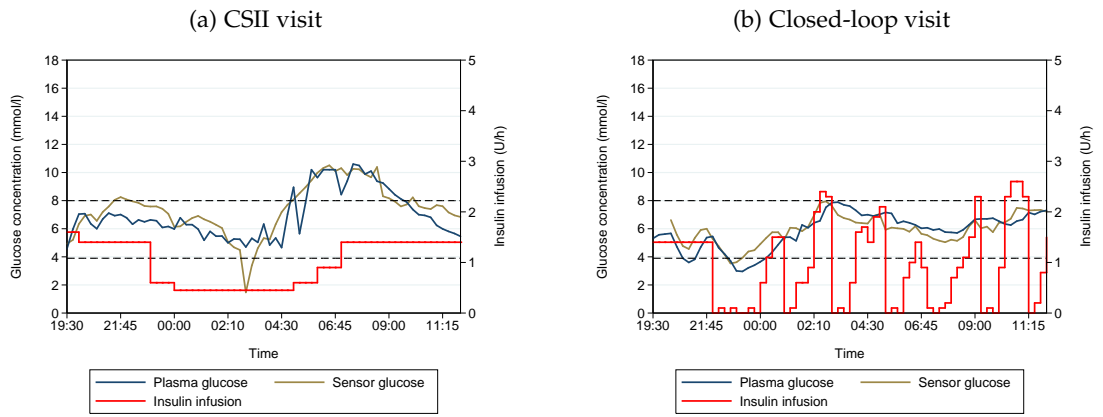 (a) CSII visit
Glucose concentration (mmol/l)
18
16
14
12
10
8
6
4
2
0
5
4
3
2
1
0
Insulin infusion (U/h)
19:30 21:45 00:00 02:10 04:30 06:45 09:00 11:15
Time
Plasma glucose Sensor glucose
Insulin infusion
(b) Closed-loop visit
Glucose concentration (mmol/l)
18
16
14
12
10
8
6
4
2
0
5
4
3
2
1
0
Insulin infusion (U/h)
19:30 21:45 00:00 02:10 04:30 06:45 09:00 11:15
Time
Plasma glucose Sensor glucose
Insulin infusion